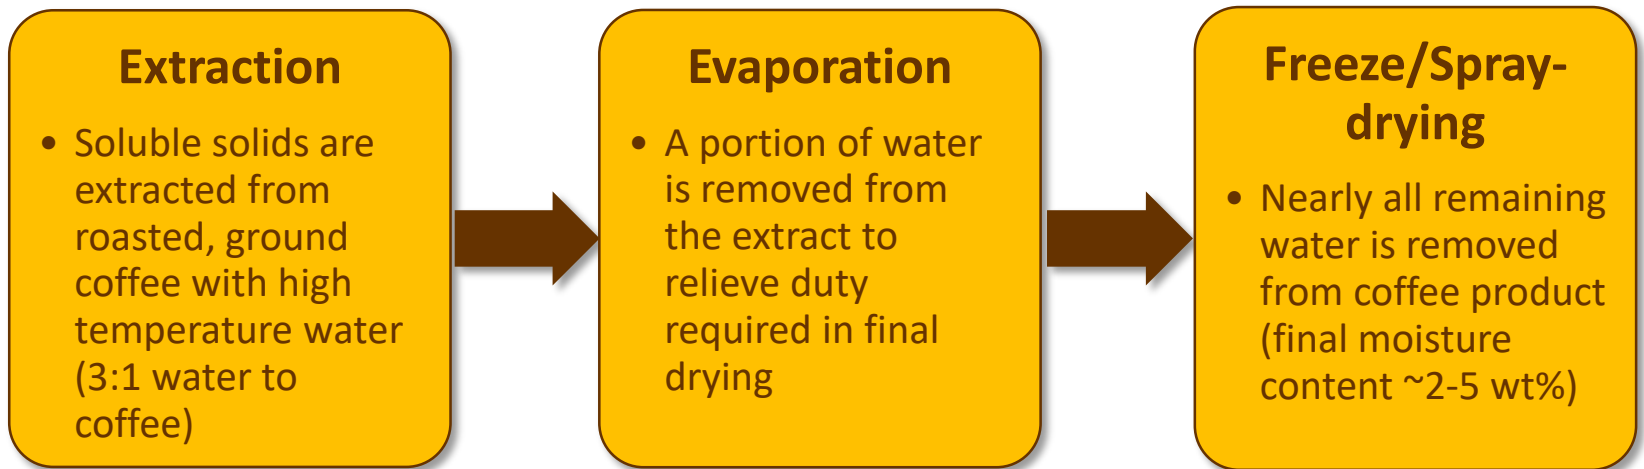 Extraction
• Soluble solids are
extracted from
roasted, ground
coffee with high
temperature water
(3:1 water to
coffee)
Evaporation
• A portion of water
is removed from
the extract to
relieve duty
required in final
drying
Freeze/Spray-
drying
• Nearly all remaining
water is removed
from coffee product
(final moisture
content ~2-5 wt%)